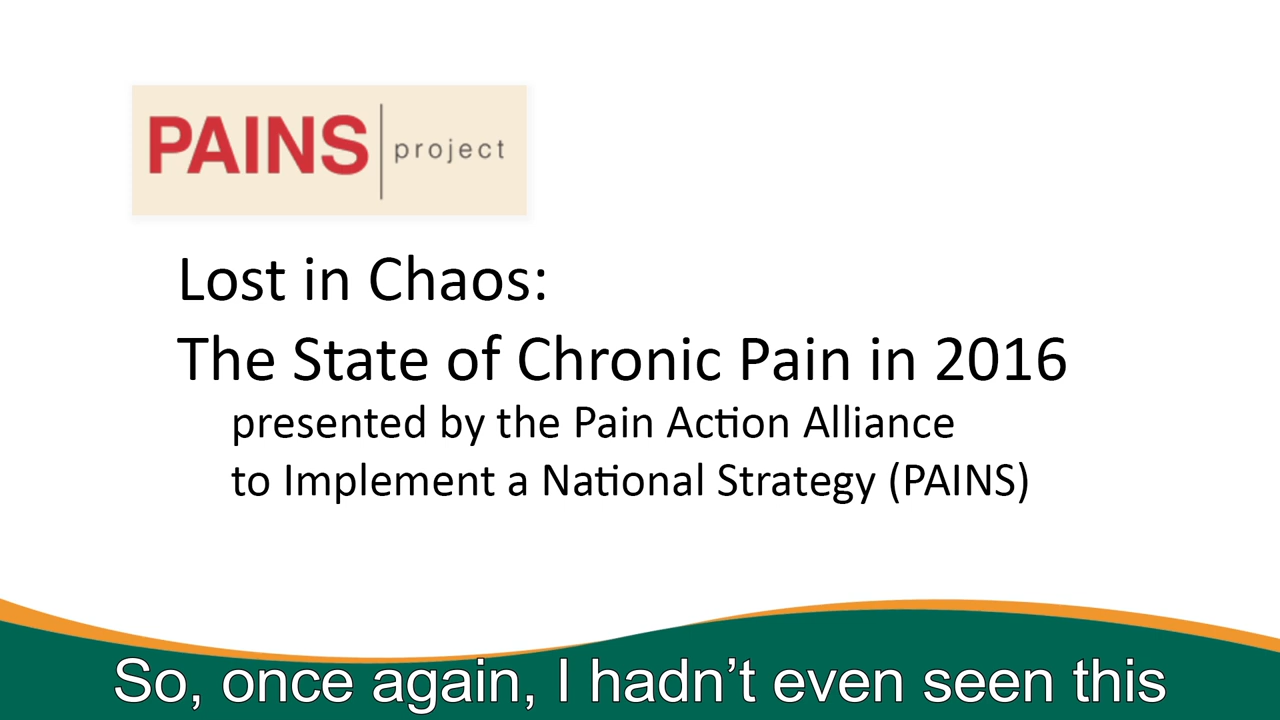 PAINS project
Lost in Chaos:
The State of Chronic Pain in 2016
presented by the Pain Action Alliance
to Implement a National Strategy (PAINS)
So, once again, I hadn’t even seen this